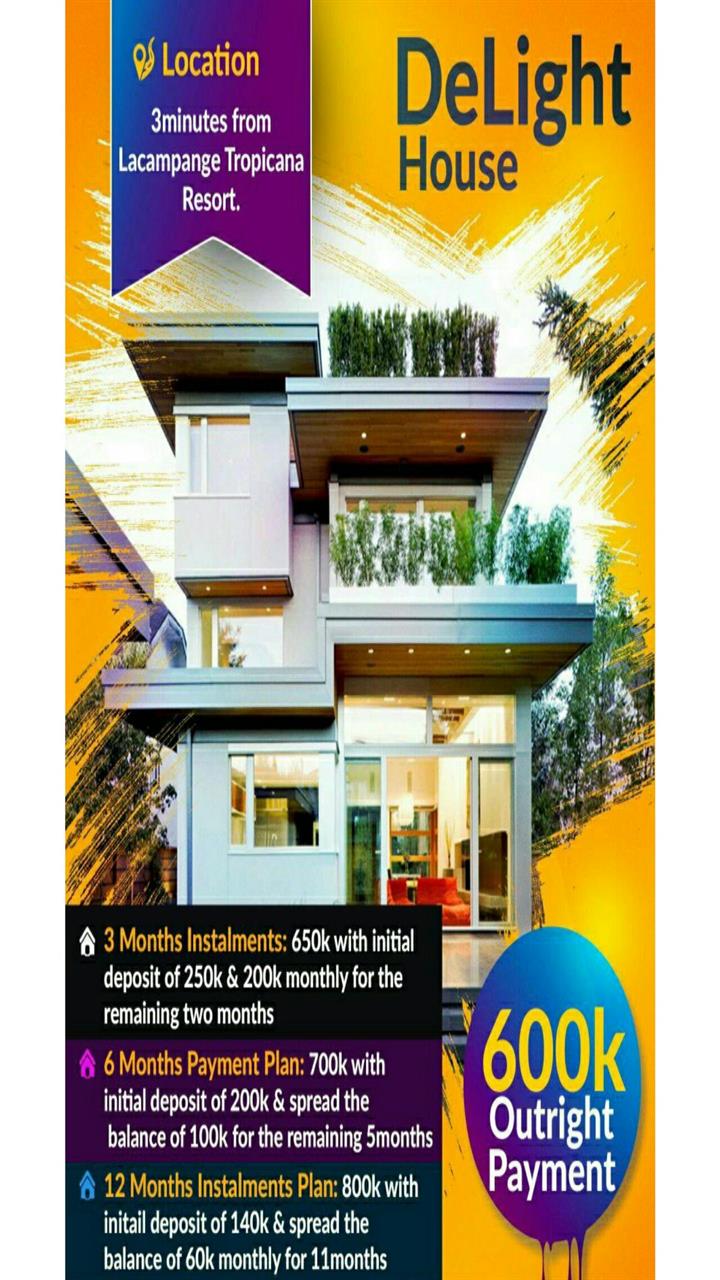 Location
3minutes from
Lacampange Tropicana
Resort.
DeLight
House
3 Months Instalments: 650k with initial
deposit of 250k & 200k monthly for the
remaining two months
6 Months Payment Plan: 700k with
initial deposit of 200k & spread the
balance of 100k for the remaining 5months
12 Months Instalments Plan: 800k with
initail deposit of 140k & spread the
balance of 60k monthly for 11months
600k
Outright
Payment